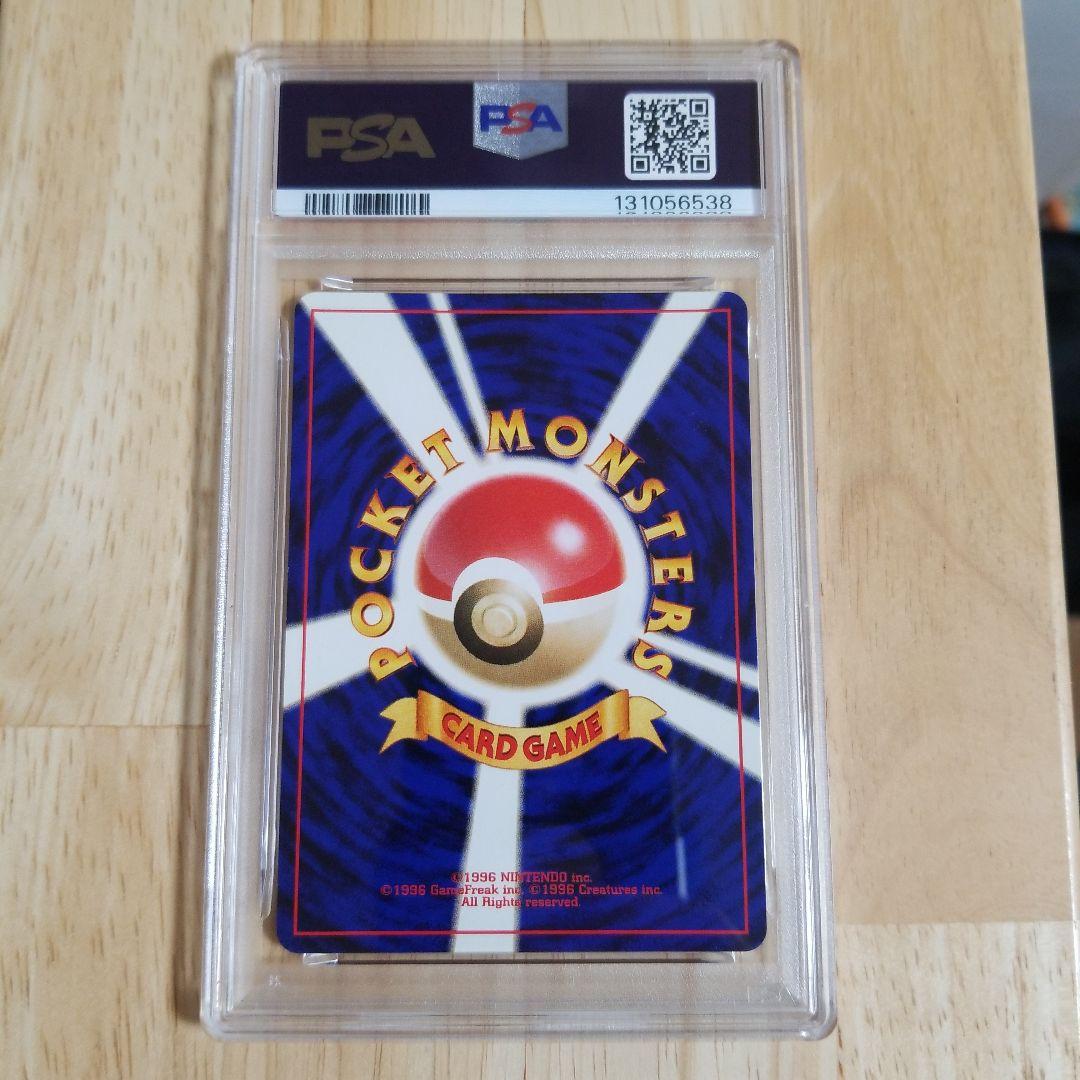 PSA
PSA
131056538
POCKET MONSTERS
CARD GAME
©1996 NINTENDO inc.
©1996 GameFreak inc. ©1996 Creatures inc.
All Rights reserved.